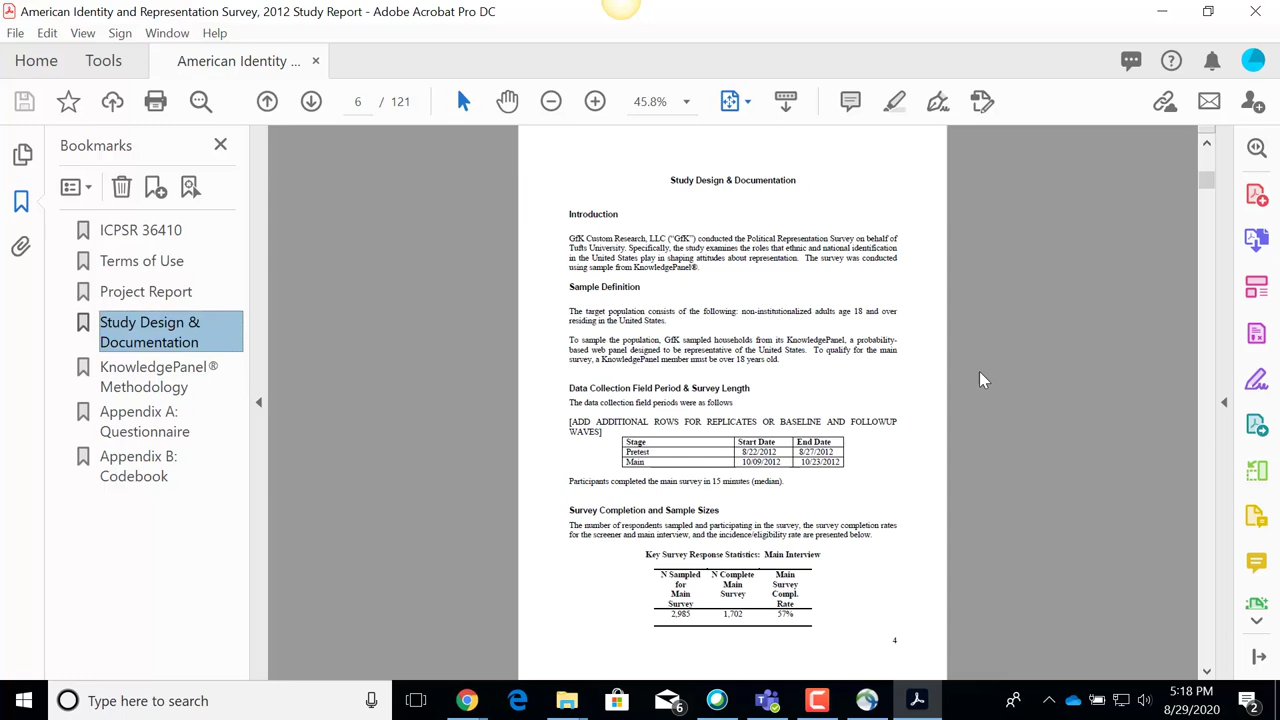 American Identity and Representation Survey, 2012 Study Report - Adobe Acrobat Pro DC
File Edit View Sign Window Help
Home Tools American Identity ... ×
6 / 121 45.8%
Bookmarks
ICPSR 36410
Terms of Use
Project Report
Study Design &
Documentation
KnowledgePanel®
Methodology
Appendix A:
Questionnaire
Appendix B:
Codebook
Study Design & Documentation
Introduction
GfK Custom Research, LLC (“GfK”) conducted the Political Representation Survey on behalf of
Tufts University. Specifically, the study examines the roles that ethnic and national identification
in the United States play in shaping attitudes about representation. The survey was conducted
using sample from KnowledgePanel®.
Sample Definition
The target population consists of the following: non-institutionalized adults age 18 and over
residing in the United States.
To sample the population, GfK sampled households from its KnowledgePanel, a probability-
based web panel designed to be representative of the United States. To qualify for the main
survey, a KnowledgePanel member must be over 18 years old.
Data Collection Field Period & Survey Length
The data collection field periods were as follows
[ADD ADDITIONAL ROWS FOR REPLICATES OR BASELINE AND FOLLOWUP
WAVES]
Stage Start Date End Date
Pretest 8/22/2012 8/27/2012
Main 10/09/2012 10/23/2012
Participants completed the main survey in 15 minutes (median).
Survey Completion and Sample Sizes
The number of respondents sampled and participating in the survey, the survey completion rates
for the screener and main interview, and the incidence/eligibility rate are presented below.
Key Survey Response Statistics: Main Interview
N Sampled N Complete Main
for Main Survey
Main Survey Compl.
Survey Rate
2,985 1,702 57%
4
Type here to search
6
5:18 PM
8/29/2020
2